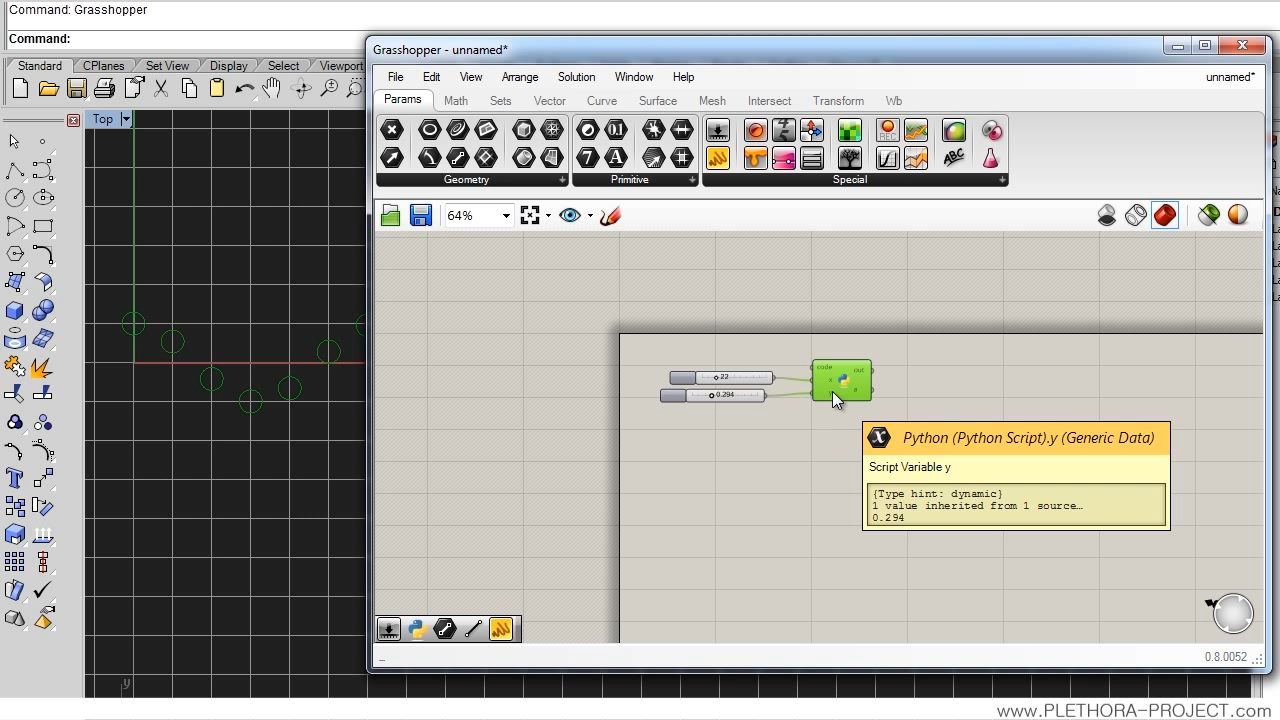 Command: Grasshopper
Command:
Grasshopper - unnamed*
Standard CPlanes Set View Display Select Viewport
File Edit View Arrange Solution Window Help unnamed*
Params Math Sets Vector Curve Surface Mesh Intersect Transform Wb
Top
Geometry Primitive Special
64%
22
0.294
code
x
out
a
Python (Python Script).y (Generic Data)
Script Variable y
{Type hint: dynamic}
1 value inherited from 1 source…
0.294
0.8.0052
y
www.PLETHORA-PROJECT.com